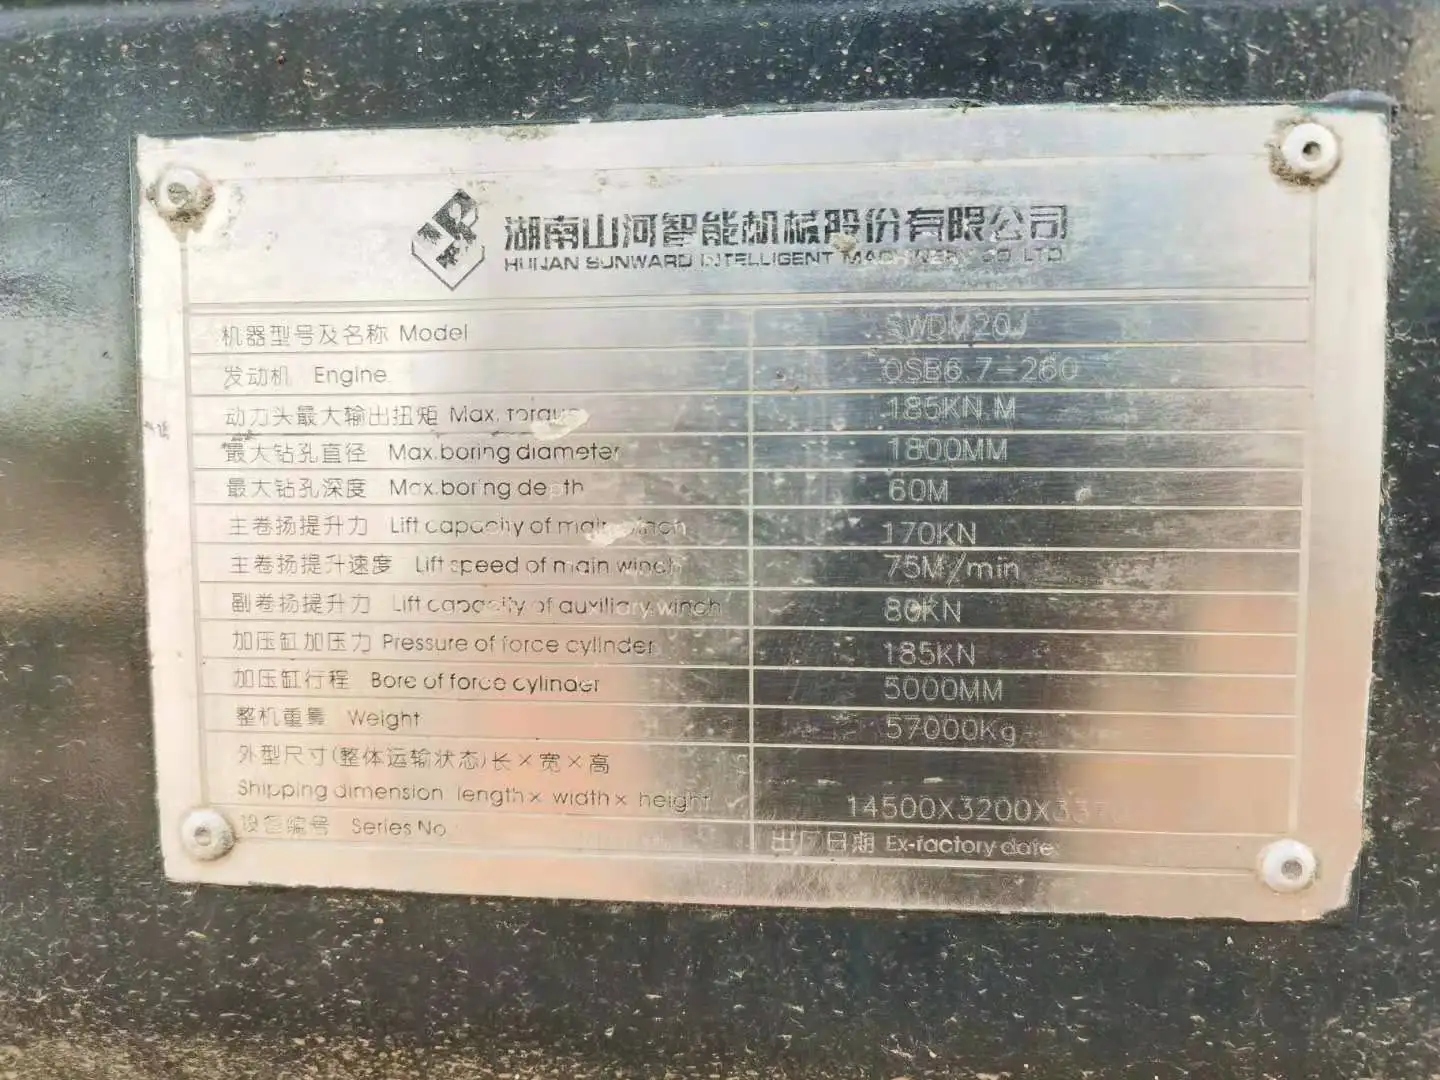 湖南山河智能机械股份有限公司
HUNAN SUNWARD INTELLIGENT MACHINERY CO LTD.
机器型号及名称 Model SWDM20J
发动机 Engine QSB6.7-260
动力头最大输出扭矩 Max. torque 185KN.M
最大钻孔直径 Max.boring diameter 1800MM
最大钻孔深度 Max.boring depth 60M
主卷扬提升力 Lift capacity of main winch 170KN
主卷扬提升速度 Lift speed of main winch 75M/min
副卷扬提升力 Lift capacity of auxiliary winch 80KN
加压缸加压力 Pressure of force cylinder 185KN
加压缸行程 Bore of force cylinder 5000MM
整机重量 Weight 57000Kg
外型尺寸(整体运输状态)长×宽×高
Shipping dimension length× width× height 14500X3200X
设备编号 Series No. 出厂日期 Ex-factory date: